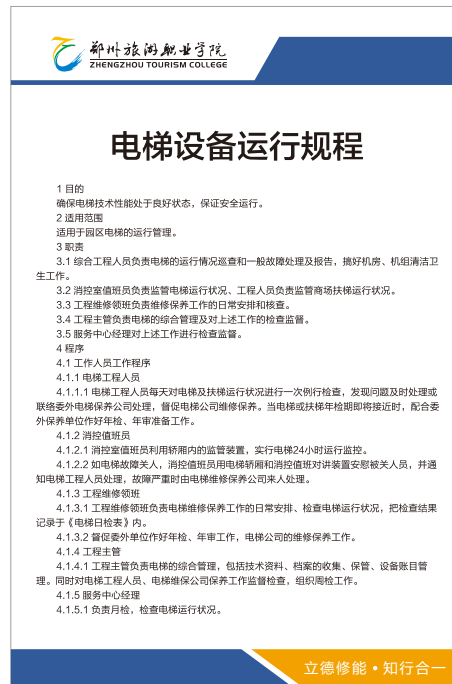 郑州旅游职业学院
ZHENGZHOU TOURISM COLLEGE
电梯设备运行规程
1 目的
确保电梯技术性能处于良好状态，保证安全运行。
2 适用范围
适用于园区电梯的运行管理。
3 职责
3.1 综合工程人员负责电梯的运行情况巡查和一般故障处理及报告，搞好机房、机组清洁卫
生工作。
3.2 消控室值班员负责监管电梯运行状况、工程人员负责监管商场扶梯运行状况。
3.3 工程维修领班负责维修保养工作的日常安排和核查。
3.4 工程主管负责电梯的综合管理及对上述工作的检查监督。
3.5 服务中心经理对上述工作进行检查监督。
4 程序
4.1 工作人员工作程序
4.1.1 电梯工程人员
4.1.1.1 电梯工程人员每天对电梯及扶梯运行状况进行一次例行检查，发现问题及时处理或
联络委外电梯保养公司处理，督促电梯公司维修保养。当电梯或扶梯年检期即将接近时，配合委
外保养单位作好年检、年审准备工作。
4.1.2 消控值班员
4.1.2.1 消控室值班员利用轿厢内的监管装置，实行电梯24小时运行监控。
4.1.2.2 如电梯故障关人，消控值班员用电梯轿厢和消控值班对讲装置安慰被关人员，并通
知电梯工程人员处理，故障严重时由电梯维修保养公司来人处理。
4.1.3 工程维修领班
4.1.3.1 工程维修领班负责电梯维修保养工作的日常安排、检查电梯运行状况，把检查结果
记录于《电梯日检表》内。
4.1.3.2 督促委外单位作好年检、年审工作，电梯公司的维修保养工作。
4.1.4 工程主管
4.1.4.1 工程主管负责电梯的综合管理，包括技术资料、档案的收集、保管、设备账目管
理。同时对电梯工程人员、电梯维保公司保养工作监督检查，组织周检工作。
4.1.5 服务中心经理
4.1.5.1 负责月检，检查电梯运行状况。
立德修能•知行合一